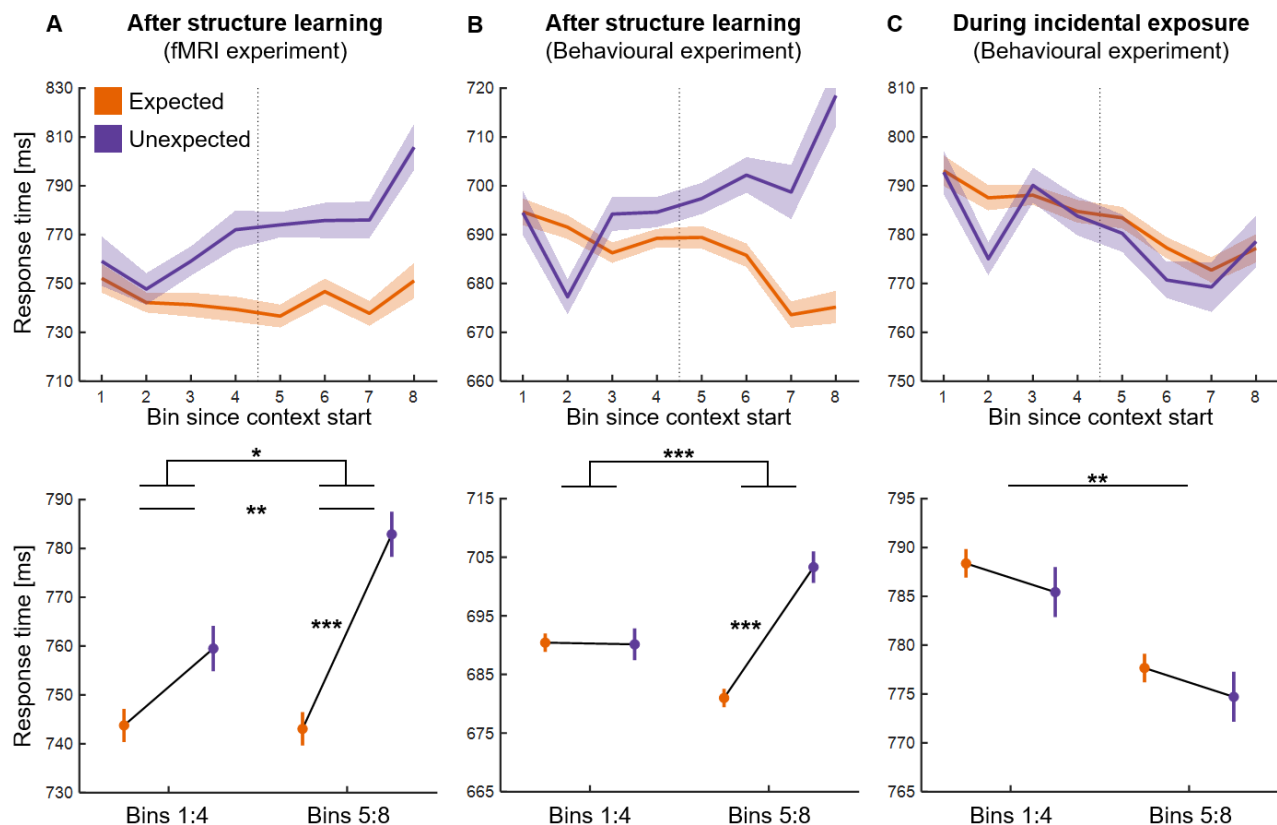 A
After structure learning
(fMRI experiment)
B
After structure learning
(Behavioural experiment)
C
During incidental exposure
(Behavioural experiment)
Response time [ms]
830
810
790
770
750
730
710
Expected
Unexpected
1 2 3 4 5 6 7 8
Bin since context start
720
710
700
690
680
670
660
1 2 3 4 5 6 7 8
Bin since context start
810
800
790
780
770
760
750
1 2 3 4 5 6 7 8
Bin since context start
Response time [ms]
790
780
770
760
750
740
730
*
**
***
Bins 1:4 Bins 5:8
715
705
695
685
675
665
***
***
Bins 1:4 Bins 5:8
795
790
785
780
775
770
765
**
Bins 1:4 Bins 5:8